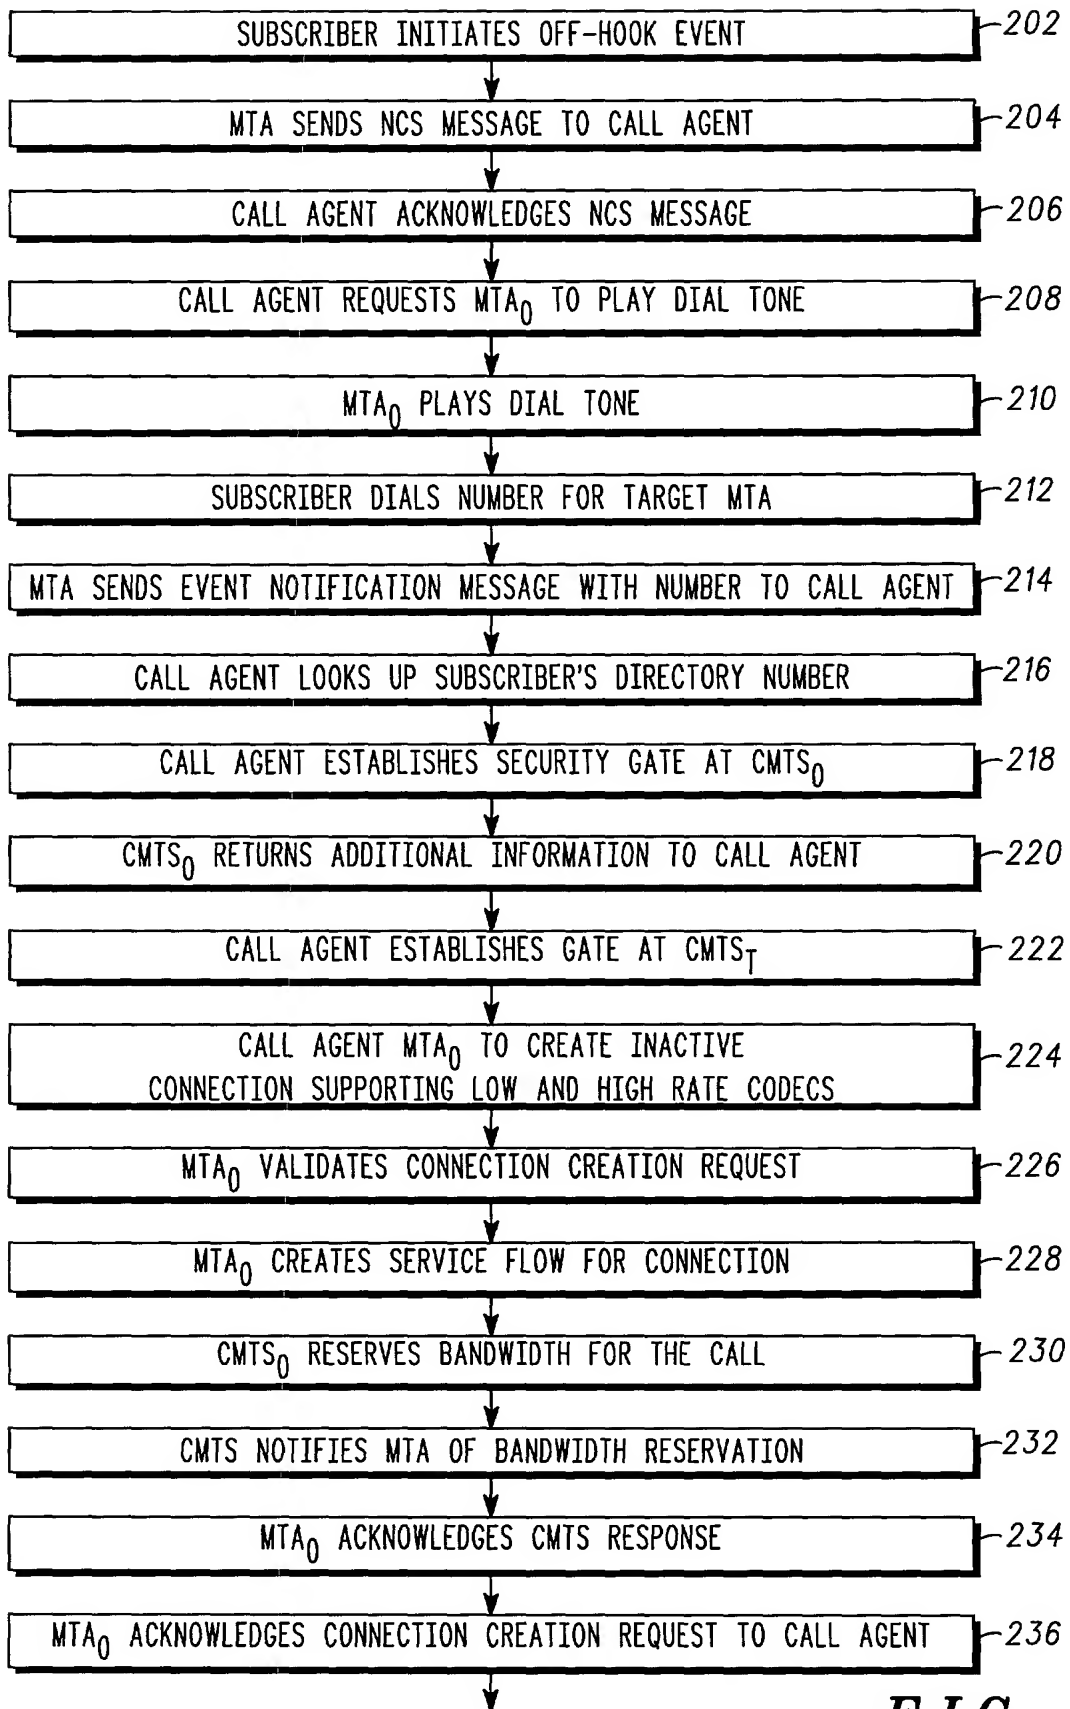 SUBSCRIBER INITIATES OFF-HOOK EVENT 202
MTA SENDS NCS MESSAGE TO CALL AGENT 204
CALL AGENT ACKNOWLEDGES NCS MESSAGE 206
CALL AGENT REQUESTS MTA0 TO PLAY DIAL TONE 208
MTA0 PLAYS DIAL TONE 210
SUBSCRIBER DIALS NUMBER FOR TARGET MTA 212
MTA SENDS EVENT NOTIFICATION MESSAGE WITH NUMBER TO CALL AGENT 214
CALL AGENT LOOKS UP SUBSCRIBER'S DIRECTORY NUMBER 216
CALL AGENT ESTABLISHES SECURITY GATE AT CMTS0 218
CMTS0 RETURNS ADDITIONAL INFORMATION TO CALL AGENT 220
CALL AGENT ESTABLISHES GATE AT CMTST 222
CALL AGENT MTA0 TO CREATE INACTIVE
CONNECTION SUPPORTING LOW AND HIGH RATE CODECS 224
MTA0 VALIDATES CONNECTION CREATION REQUEST 226
MTA0 CREATES SERVICE FLOW FOR CONNECTION 228
CMTS0 RESERVES BANDWIDTH FOR THE CALL 230
CMTS NOTIFIES MTA OF BANDWIDTH RESERVATION 232
MTA0 ACKNOWLEDGES CMTS RESPONSE 234
MTA0 ACKNOWLEDGES CONNECTION CREATION REQUEST TO CALL AGENT 236